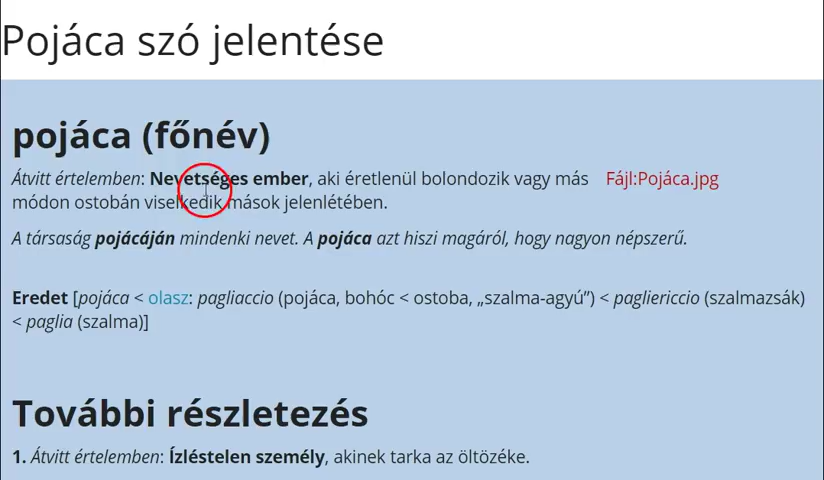 Pojáca szó jelentése
pojáca (főnév)
Átvitt értelemben: Nevetséges ember, aki éretlenül bolondozik vagy más Fájl:Pojáca.jpg
módon ostobán viselkedik mások jelenlétében.
A társaság pojácáján mindenki nevet. A pojáca azt hiszi magáról, hogy nagyon népszerű.
Eredet [pojáca < olasz: pagliaccio (pojáca, bohóc < ostoba, „szalma-agyú”) < pagliericcio (szalmazsák)
< paglia (szalma)]
További részletezés
1. Átvitt értelemben: Ízléstelen személy, akinek tarka az öltözéke.